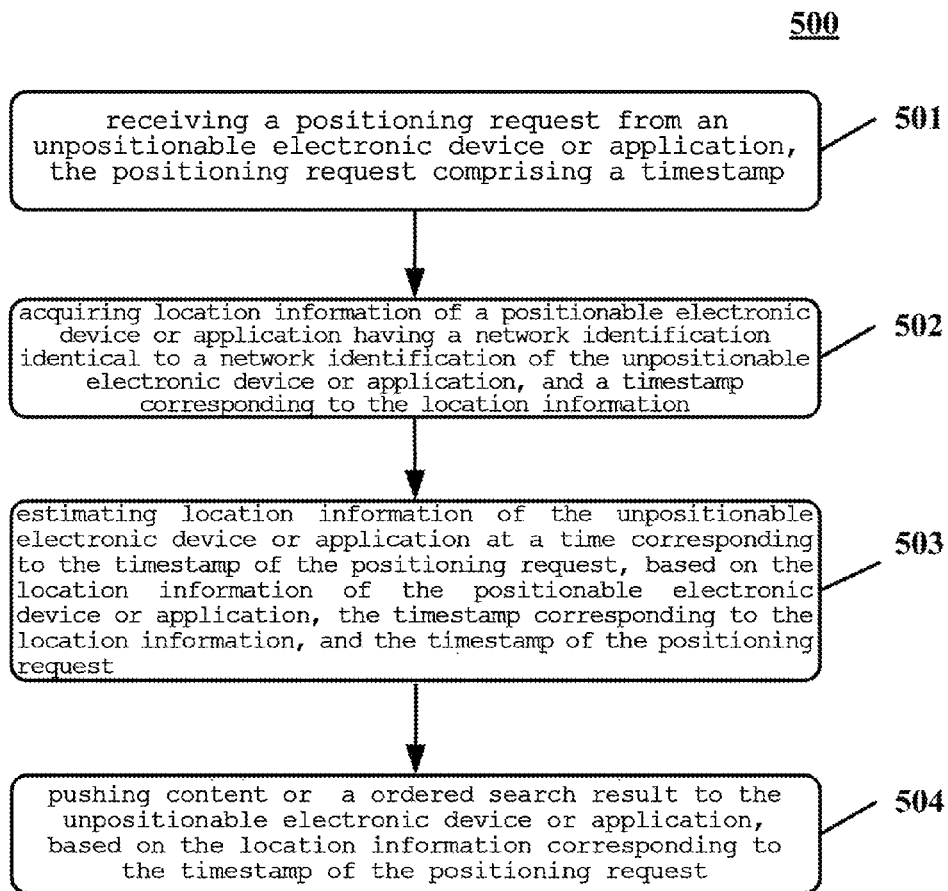 500
receiving a positioning request from an
unpositionable electronic device or application,
the positioning request comprising a timestamp
501
acquiring location information of a positionable electronic
device or application having a network identification
identical to a network identification of the unpositionable
electronic device or application, and a timestamp
corresponding to the location information
502
estimating location information of the unpositionable
electronic device or application at a time corresponding
to the timestamp of the positioning request, based on the
location information of the positionable electronic
device or application, the timestamp corresponding to the
location information, and the timestamp of the positioning
request
503
pushing content or a ordered search result to the
unpositionable electronic device or application,
based on the location information corresponding to
the timestamp of the positioning request
504